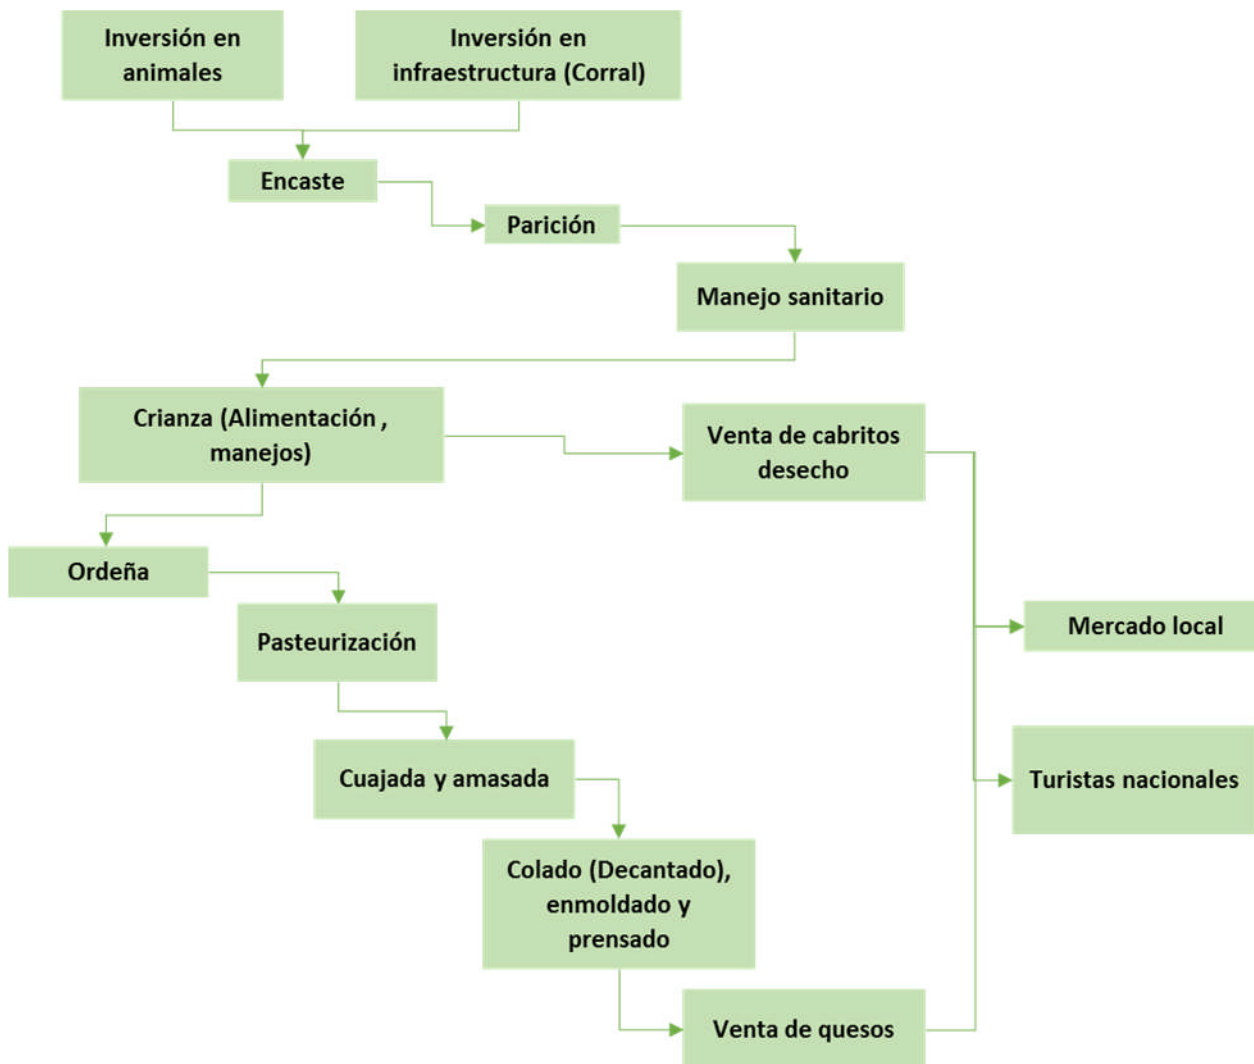 Inversión en
animales
Inversión en
infraestructura (Corral)
Encaste
Parición
Manejo sanitario
Crianza (Alimentación ,
manejos)
Venta de cabritos
desecho
Ordeña
Pasteurización
Mercado local
Cuajada y amasada
Turistas nacionales
Colado (Decantado),
enmoldado y
prensado
Venta de quesos